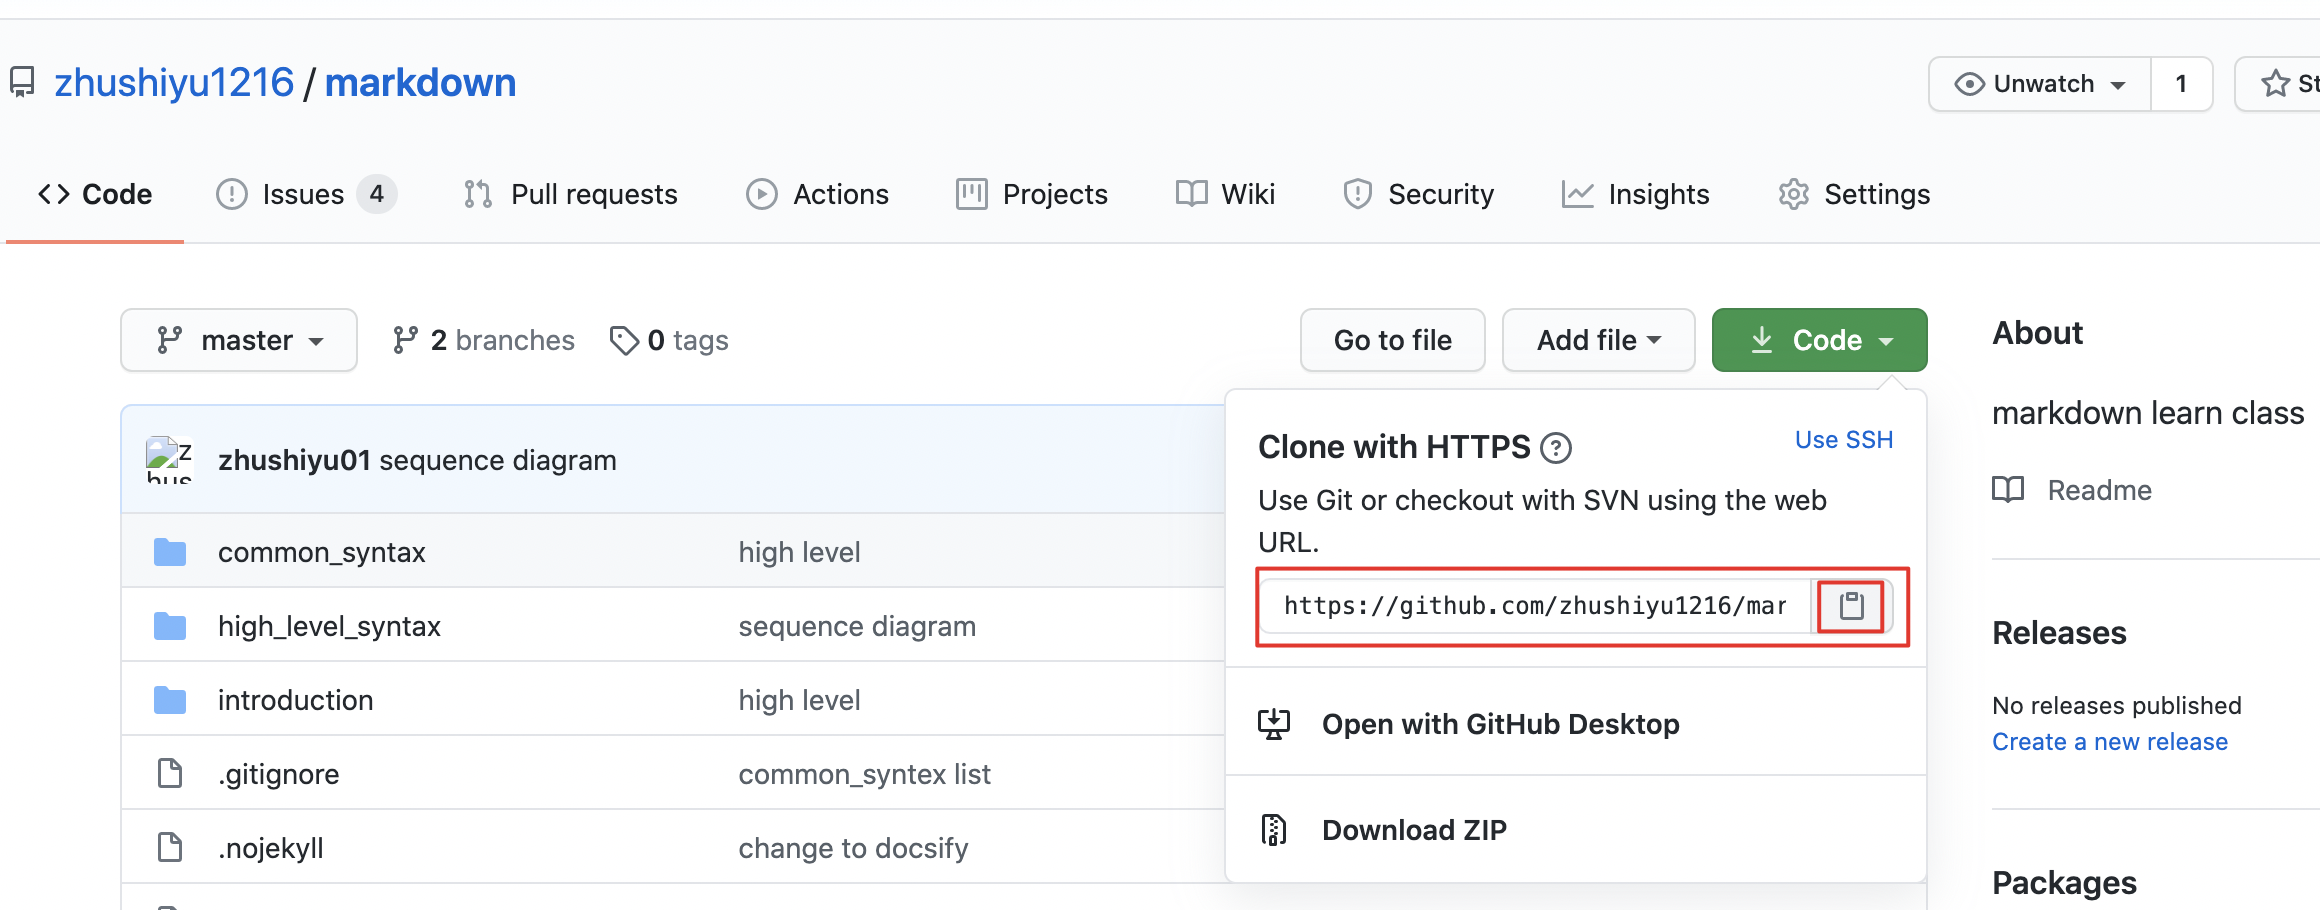 zhushiyu1216 / markdown
Unwatch 1
Code
Issues 4
Pull requests
Actions
Projects
Wiki
Security
Insights
Settings
master
2 branches
0 tags
Go to file
Add file
Code
About
markdown learn class
Readme
Releases
No releases published
Create a new release
Packages
zhushiyu01 sequence diagram
common_syntax high level
high_level_syntax sequence diagram
introduction high level
.gitignore common_syntex list
.nojekyll change to docsify
Clone with HTTPS
Use SSH
Use Git or checkout with SVN using the web
URL.
https://github.com/zhushiyu1216/mar
Open with GitHub Desktop
Download ZIP